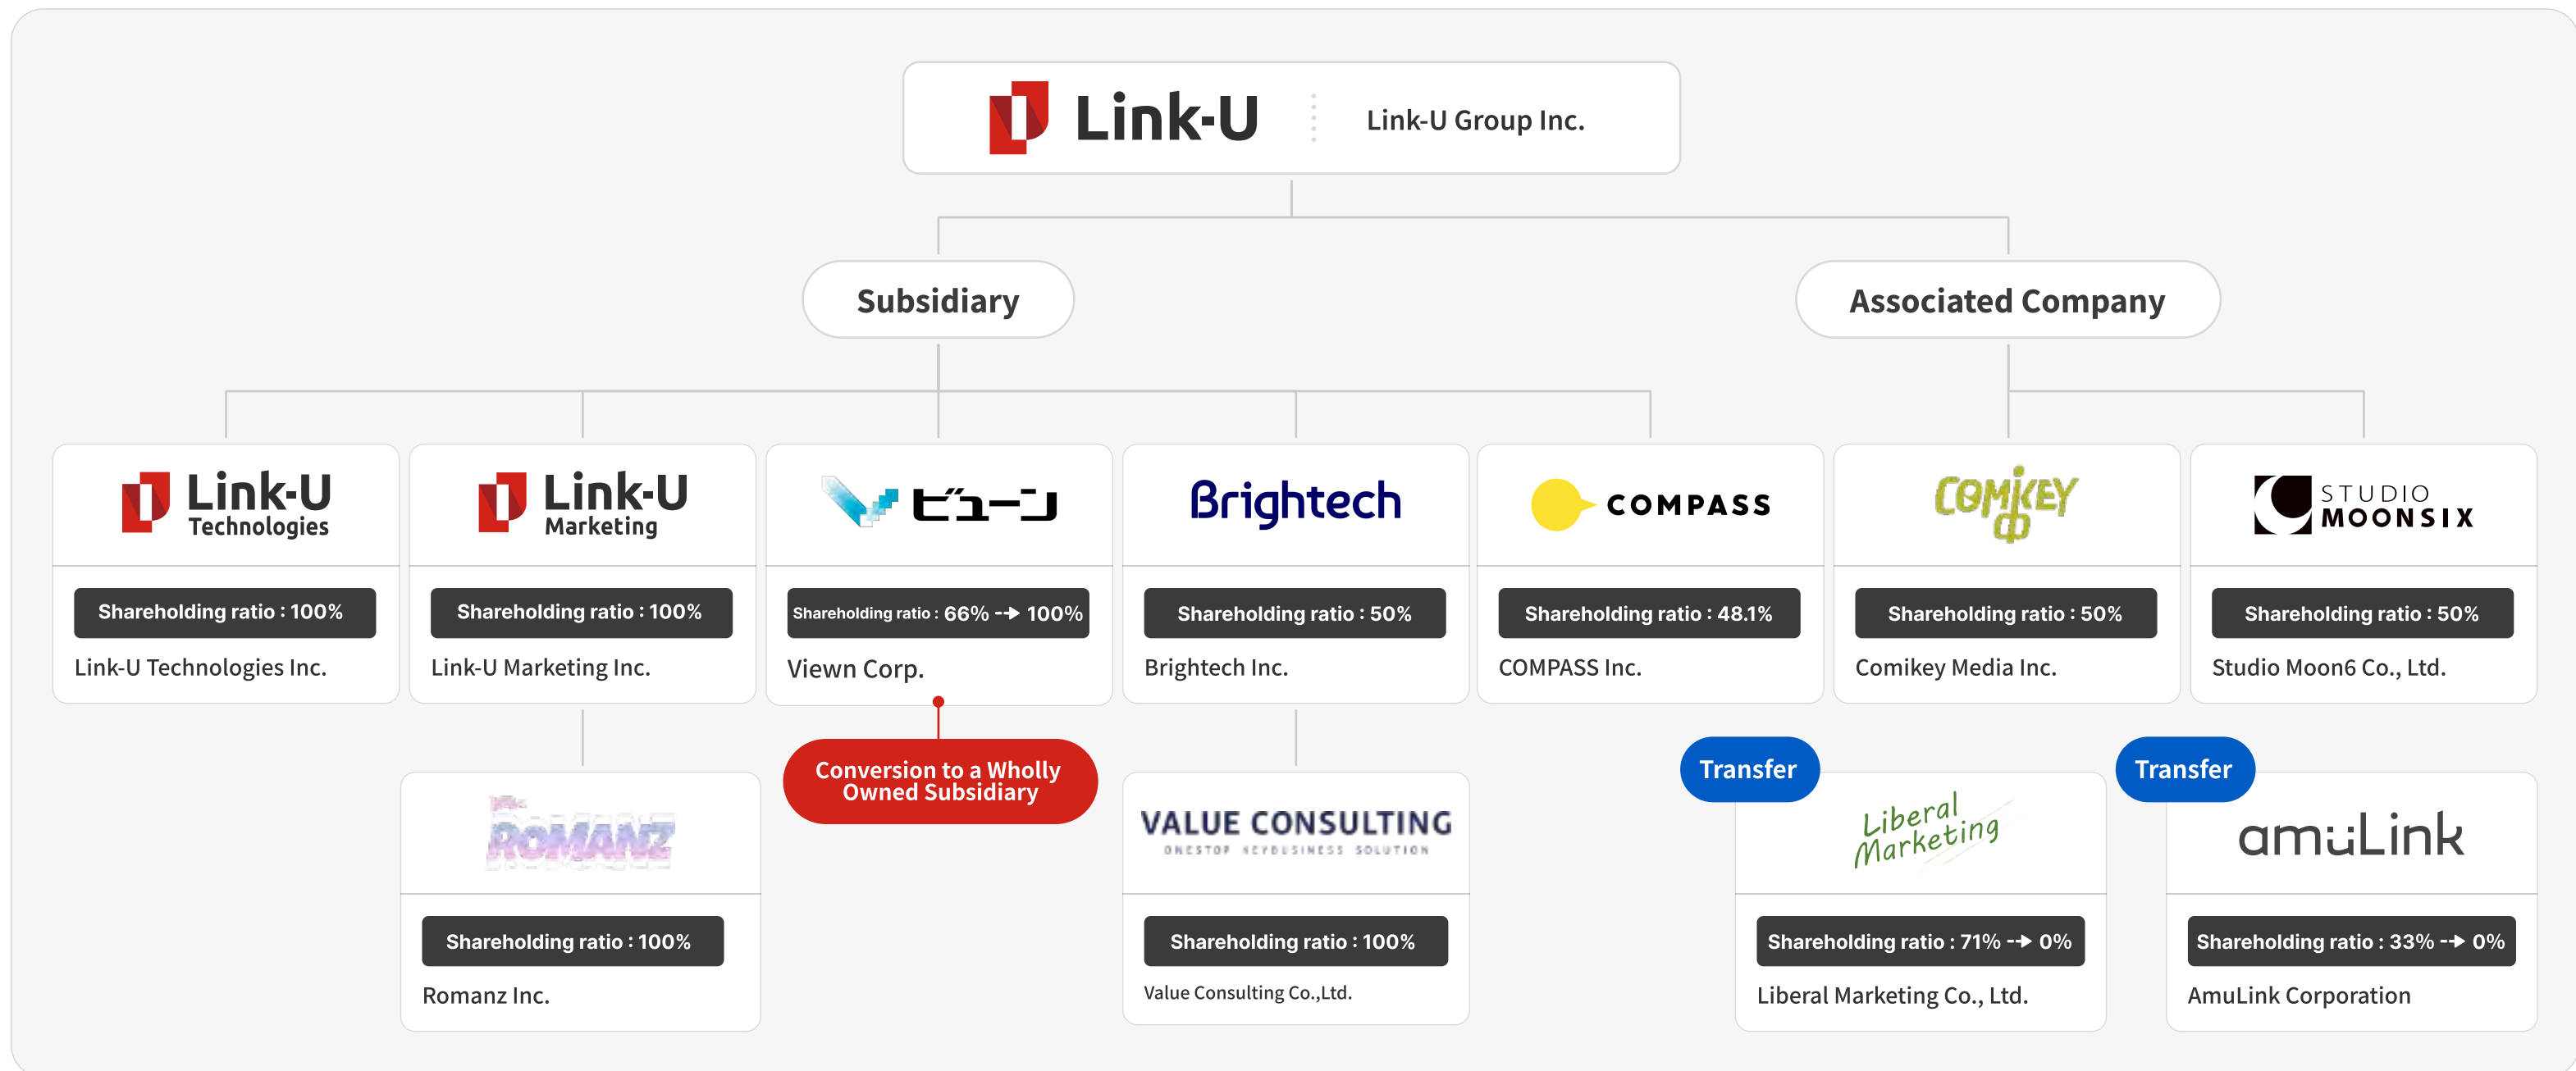 Link-U
Link-U Group Inc.
Subsidiary
Associated Company
Link-U
Technologies
Shareholding ratio : 100%
Link-U Technologies Inc.
Link-U
Marketing
Shareholding ratio : 100%
Link-U Marketing Inc.
ビューン
Shareholding ratio : 66% --> 100%
Viewn Corp.
Brightech
Shareholding ratio : 50%
Brightech Inc.
COMPASS
Shareholding ratio : 48.1%
COMPASS Inc.
COMIKEY
Shareholding ratio : 50%
Comikey Media Inc.
STUDIO
MOONSIX
Shareholding ratio : 50%
Studio Moon6 Co., Ltd.
ROMANZ
Shareholding ratio : 100%
Romanz Inc.
Conversion to a Wholly
Owned Subsidiary
VALUE CONSULTING
ONESTOP KEYBUSINESS SOLUTION
Shareholding ratio : 100%
Value Consulting Co.,Ltd.
Transfer
Liberal
Marketing
Shareholding ratio : 71% --> 0%
Liberal Marketing Co., Ltd.
Transfer
amuLink
Shareholding ratio : 33% --> 0%
AmuLink Corporation